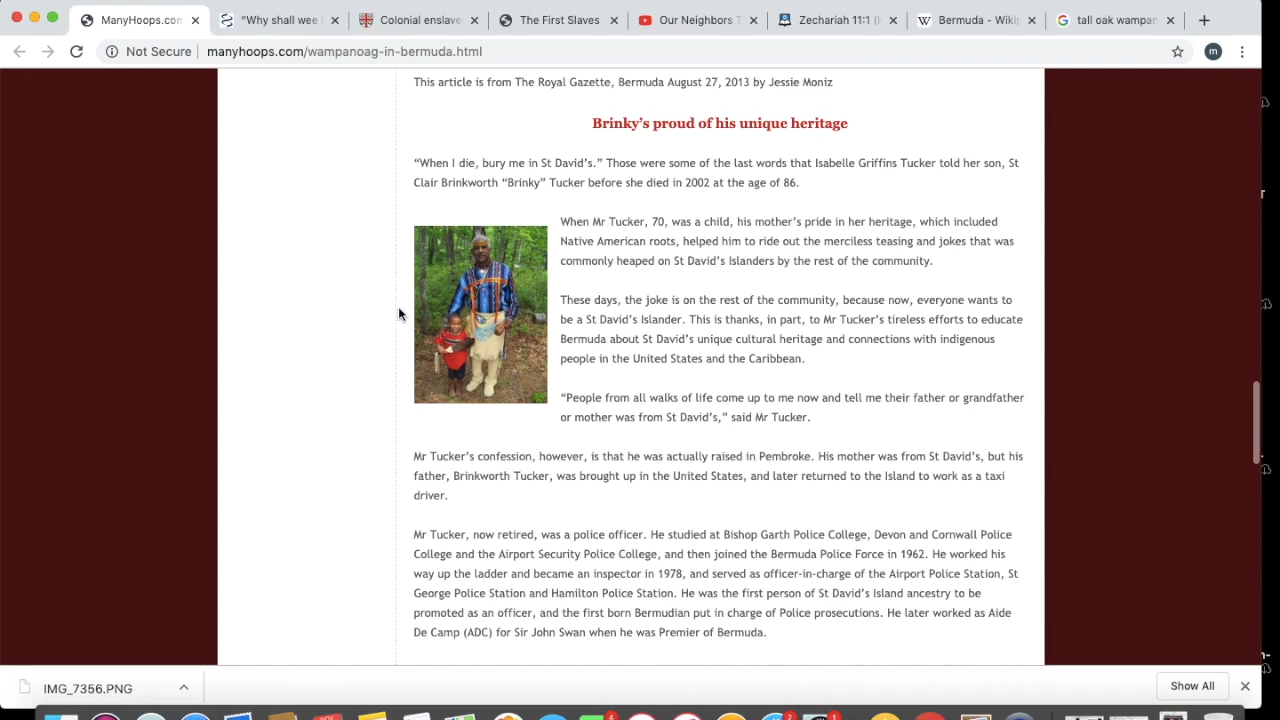 ManyHoops.com
"Why shall wee
Colonial enslave
The First Slaves
Our Neighbors T
Zechariah 11:1 (
Bermuda - Wiki
tall oak wampan
Not Secure
manyhoops.com/wampanoag-in-bermuda.html
m
This article is from The Royal Gazette, Bermuda August 27, 2013 by Jessie Moniz
Brinky’s proud of his unique heritage
“When I die, bury me in St David’s.” Those were some of the last words that Isabelle Griffins Tucker told her son, St
Clair Brinkworth “Brinky” Tucker before she died in 2002 at the age of 86.
When Mr Tucker, 70, was a child, his mother’s pride in her heritage, which included
Native American roots, helped him to ride out the merciless teasing and jokes that was
commonly heaped on St David’s Islanders by the rest of the community.
These days, the joke is on the rest of the community, because now, everyone wants to
be a St David’s Islander. This is thanks, in part, to Mr Tucker’s tireless efforts to educate
Bermuda about St David’s unique cultural heritage and connections with indigenous
people in the United States and the Caribbean.
“People from all walks of life come up to me now and tell me their father or grandfather
or mother was from St David’s,” said Mr Tucker.
Mr Tucker’s confession, however, is that he was actually raised in Pembroke. His mother was from St David’s, but his
father, Brinkworth Tucker, was brought up in the United States, and later returned to the Island to work as a taxi
driver.
Mr Tucker, now retired, was a police officer. He studied at Bishop Garth Police College, Devon and Cornwall Police
College and the Airport Security Police College, and then joined the Bermuda Police Force in 1962. He worked his
way up the ladder and became an inspector in 1978, and served as officer-in-charge of the Airport Police Station, St
George Police Station and Hamilton Police Station. He was the first person of St David’s Island ancestry to be
promoted as an officer, and the first born Bermudian put in charge of Police prosecutions. He later worked as Aide
De Camp (ADC) for Sir John Swan when he was Premier of Bermuda.
IMG_7356.PNG
Show All